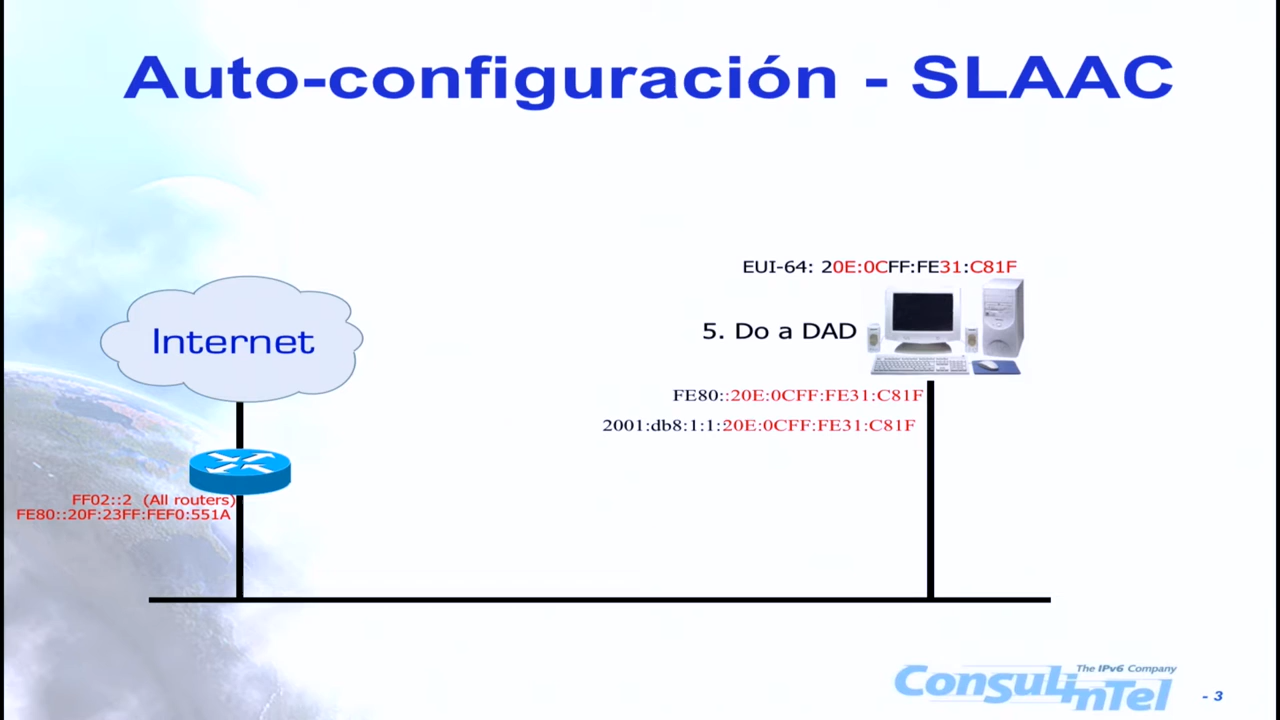 Auto-configuración - SLAAC
EUI-64: 20E:0CFF:FE31:C81F
Internet
5. Do a DAD
FE80::20E:0CFF:FE31:C81F
2001:db8:1:1:20E:0CFF:FE31:C81F
FF02::2 (All routers)
FE80::20F:23FF:FEF0:551A
The IPv6 Company
ConsulinTel
- 3